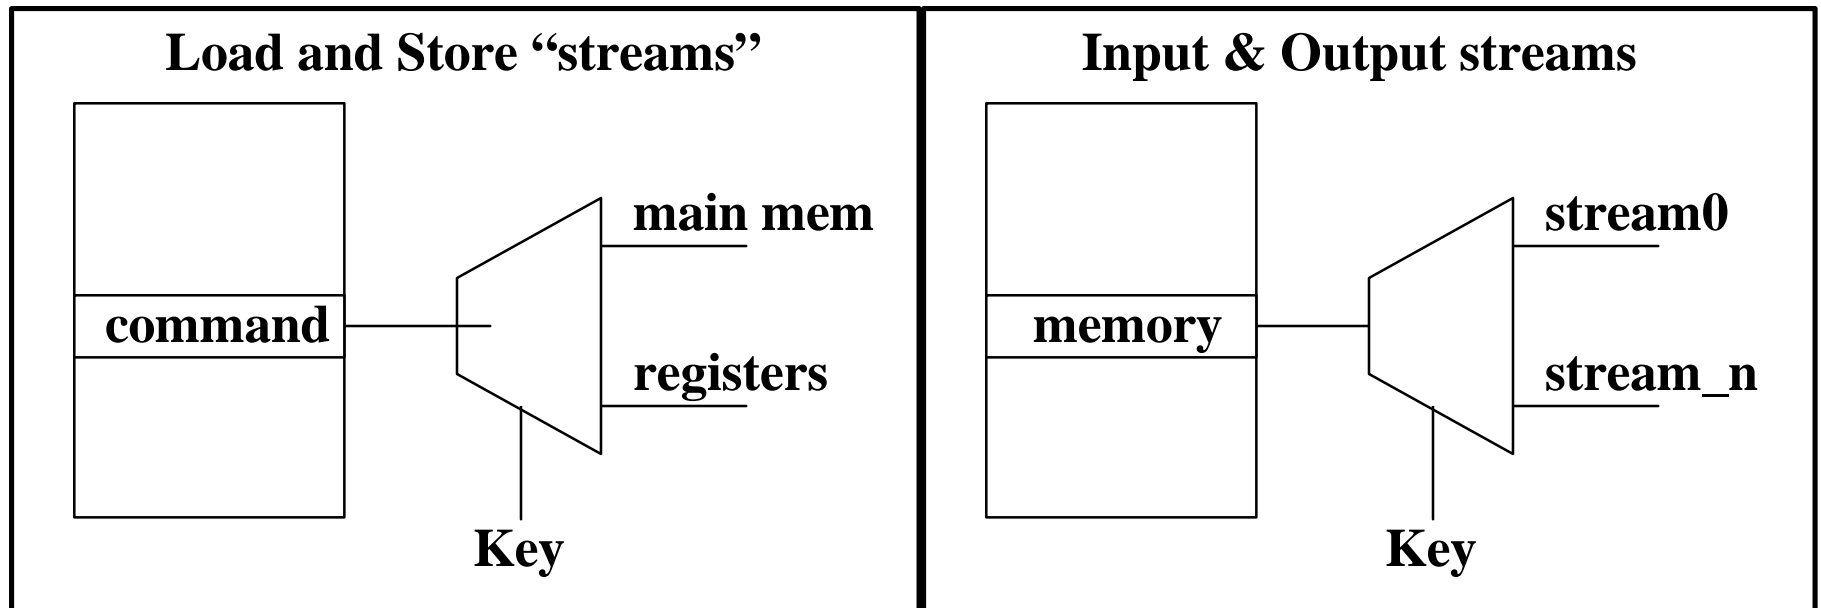 Load and Store “streams”
main mem
command
registers
Key
Input & Output streams
stream0
memory
stream_n
Key